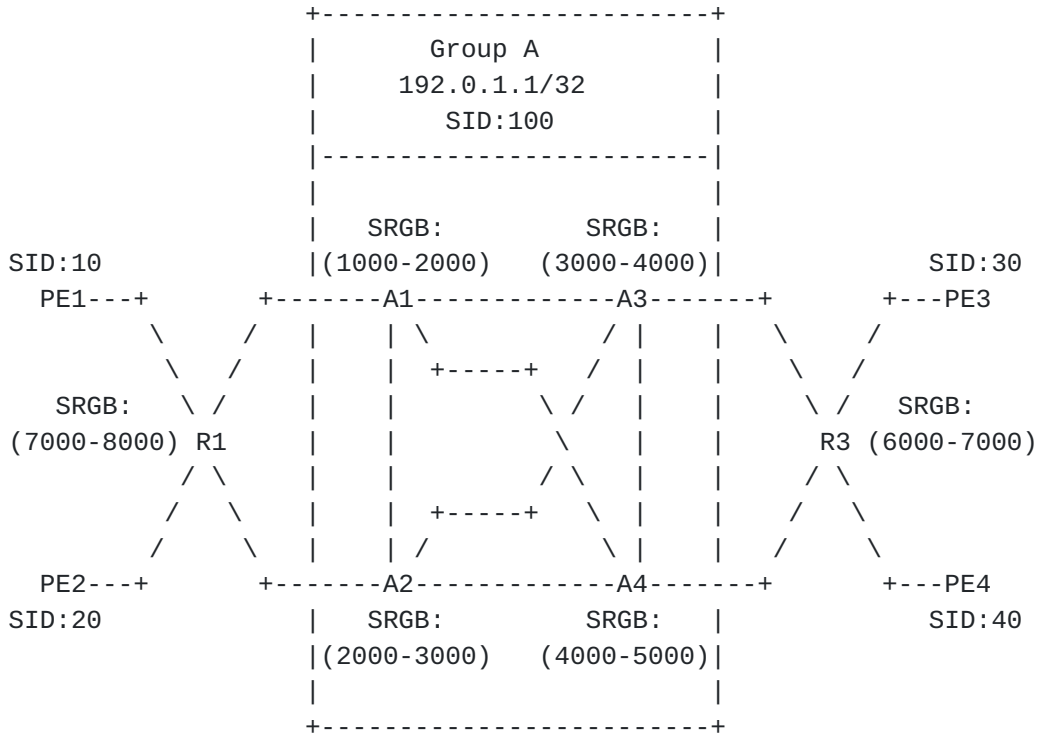 Group A
192.0.1.1/32
SID:100
SRGB: SRGB:
SID:10 (1000-2000) (3000-4000) SID:30
PE1 A1 A3 PE3
SRGB: SRGB:
(7000-8000) R1 R3 (6000-7000)
PE2 A2 A4 PE4
SID:20 SRGB: SRGB: SID:40
(2000-3000) (4000-5000)